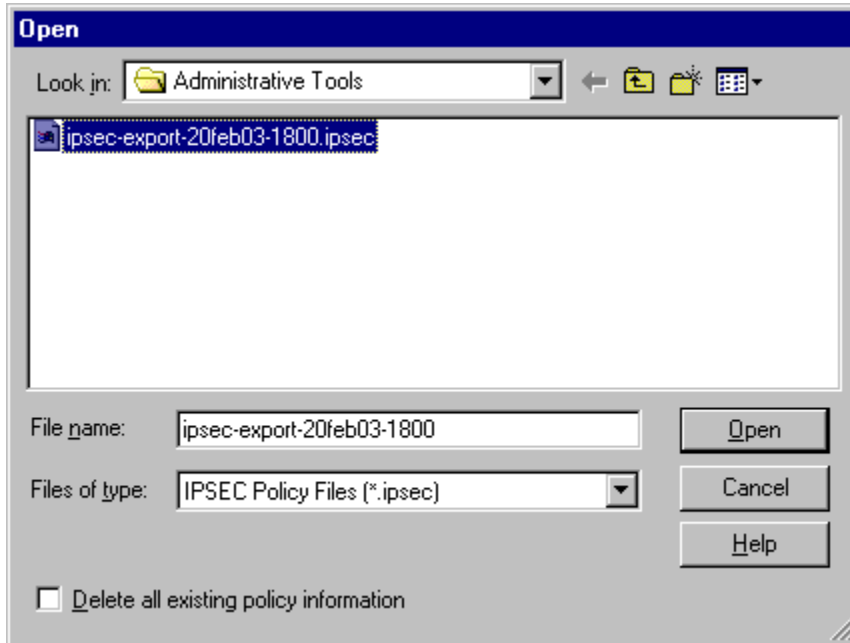 Open
Look in: Administrative Tools
ipsec-export-20feb03-1800.ipsec
File name: ipsec-export-20feb03-1800 Open
Files of type: IPSEC Policy Files (*.ipsec) Cancel
Help
Delete all existing policy information